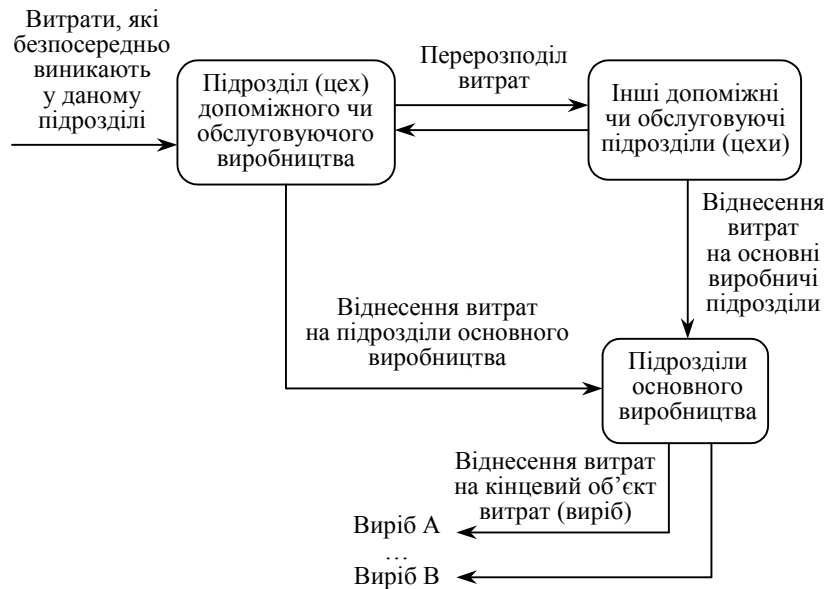 Витрати, які
безпосередньо
виникають
у даному
підрозділі
Підрозділ (цех)
допоміжного чи
обслуговуючого
виробництва
Перерозподіл
витрат
Інші допоміжні
чи обслуговуючі
підрозділи (цехи)
Віднесення
витрат
на основні
виробничі
підрозділи
Віднесення витрат
на підрозділи основного
виробництва
Підрозділи
основного
виробництва
Віднесення витрат
на кінцевий об’єкт
витрат (виріб)
Виріб А
…
Виріб В